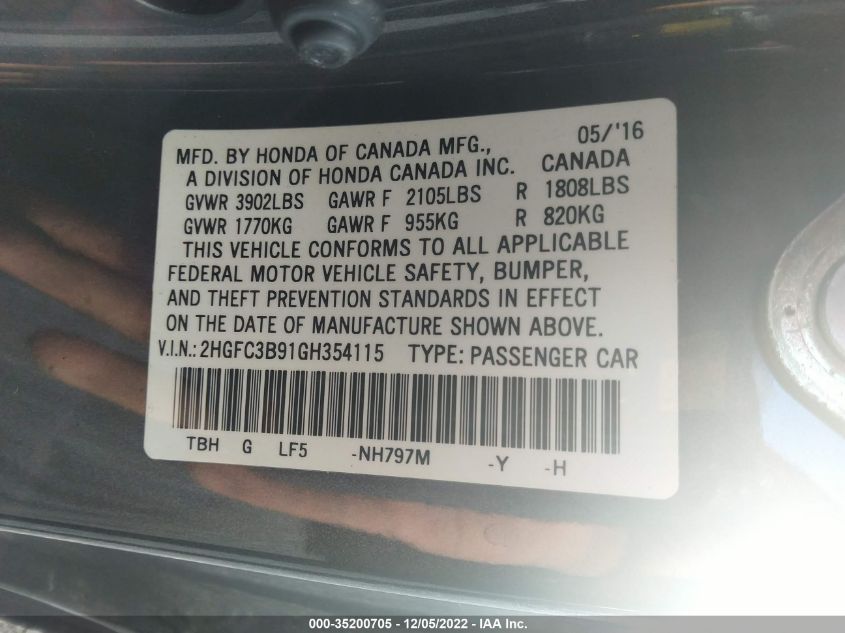 05/'16
MFD. BY HONDA OF CANADA MFG.,
A DIVISION OF HONDA CANADA INC. CANADA
GVWR 3902LBS GAWR F 2105LBS R 1808LBS
GVWR 1770KG GAWR F 955KG R 820KG
THIS VEHICLE CONFORMS TO ALL APPLICABLE
FEDERAL MOTOR VEHICLE SAFETY, BUMPER,
AND THEFT PREVENTION STANDARDS IN EFFECT
ON THE DATE OF MANUFACTURE SHOWN ABOVE.
V.I.N.: 2HGFC3B91GH354115 TYPE: PASSENGER CAR
TBH G LF5 -NH797M -Y -H
000-35200705 - 12/05/2022 - IAA Inc.